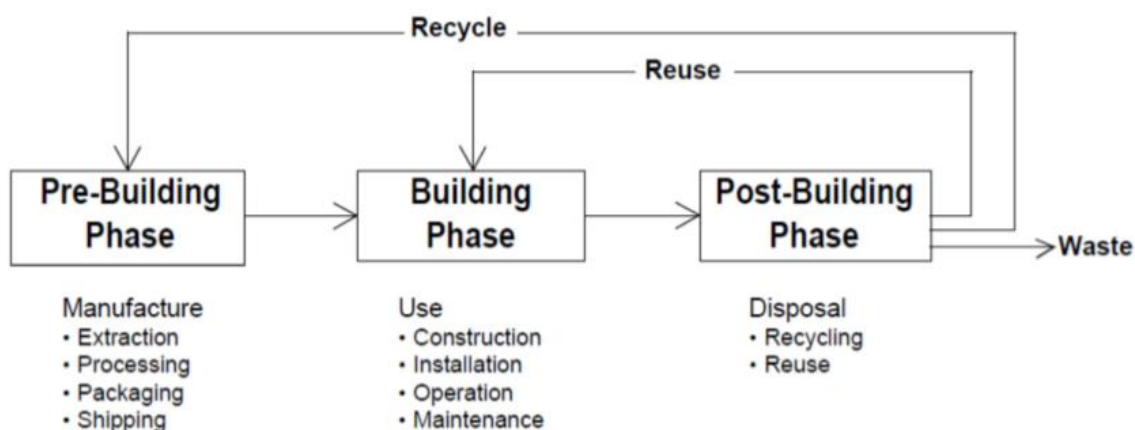 Recycle
Reuse
Pre-Building
Phase
Building
Phase
Post-Building
Phase
Waste
Manufacture
• Extraction
• Processing
• Packaging
• Shipping
Use
• Construction
• Installation
• Operation
• Maintenance
Disposal
• Recycling
• Reuse